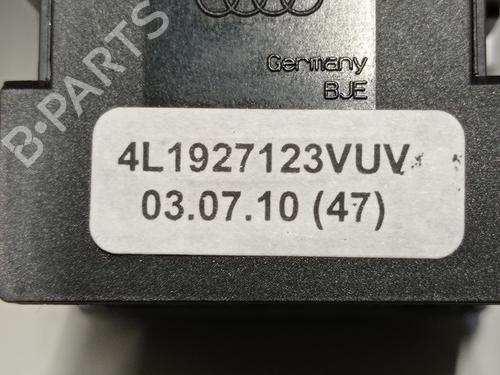 Germany
BJE
B-PARTS
4L1927123VUV
03.07.10 (47)